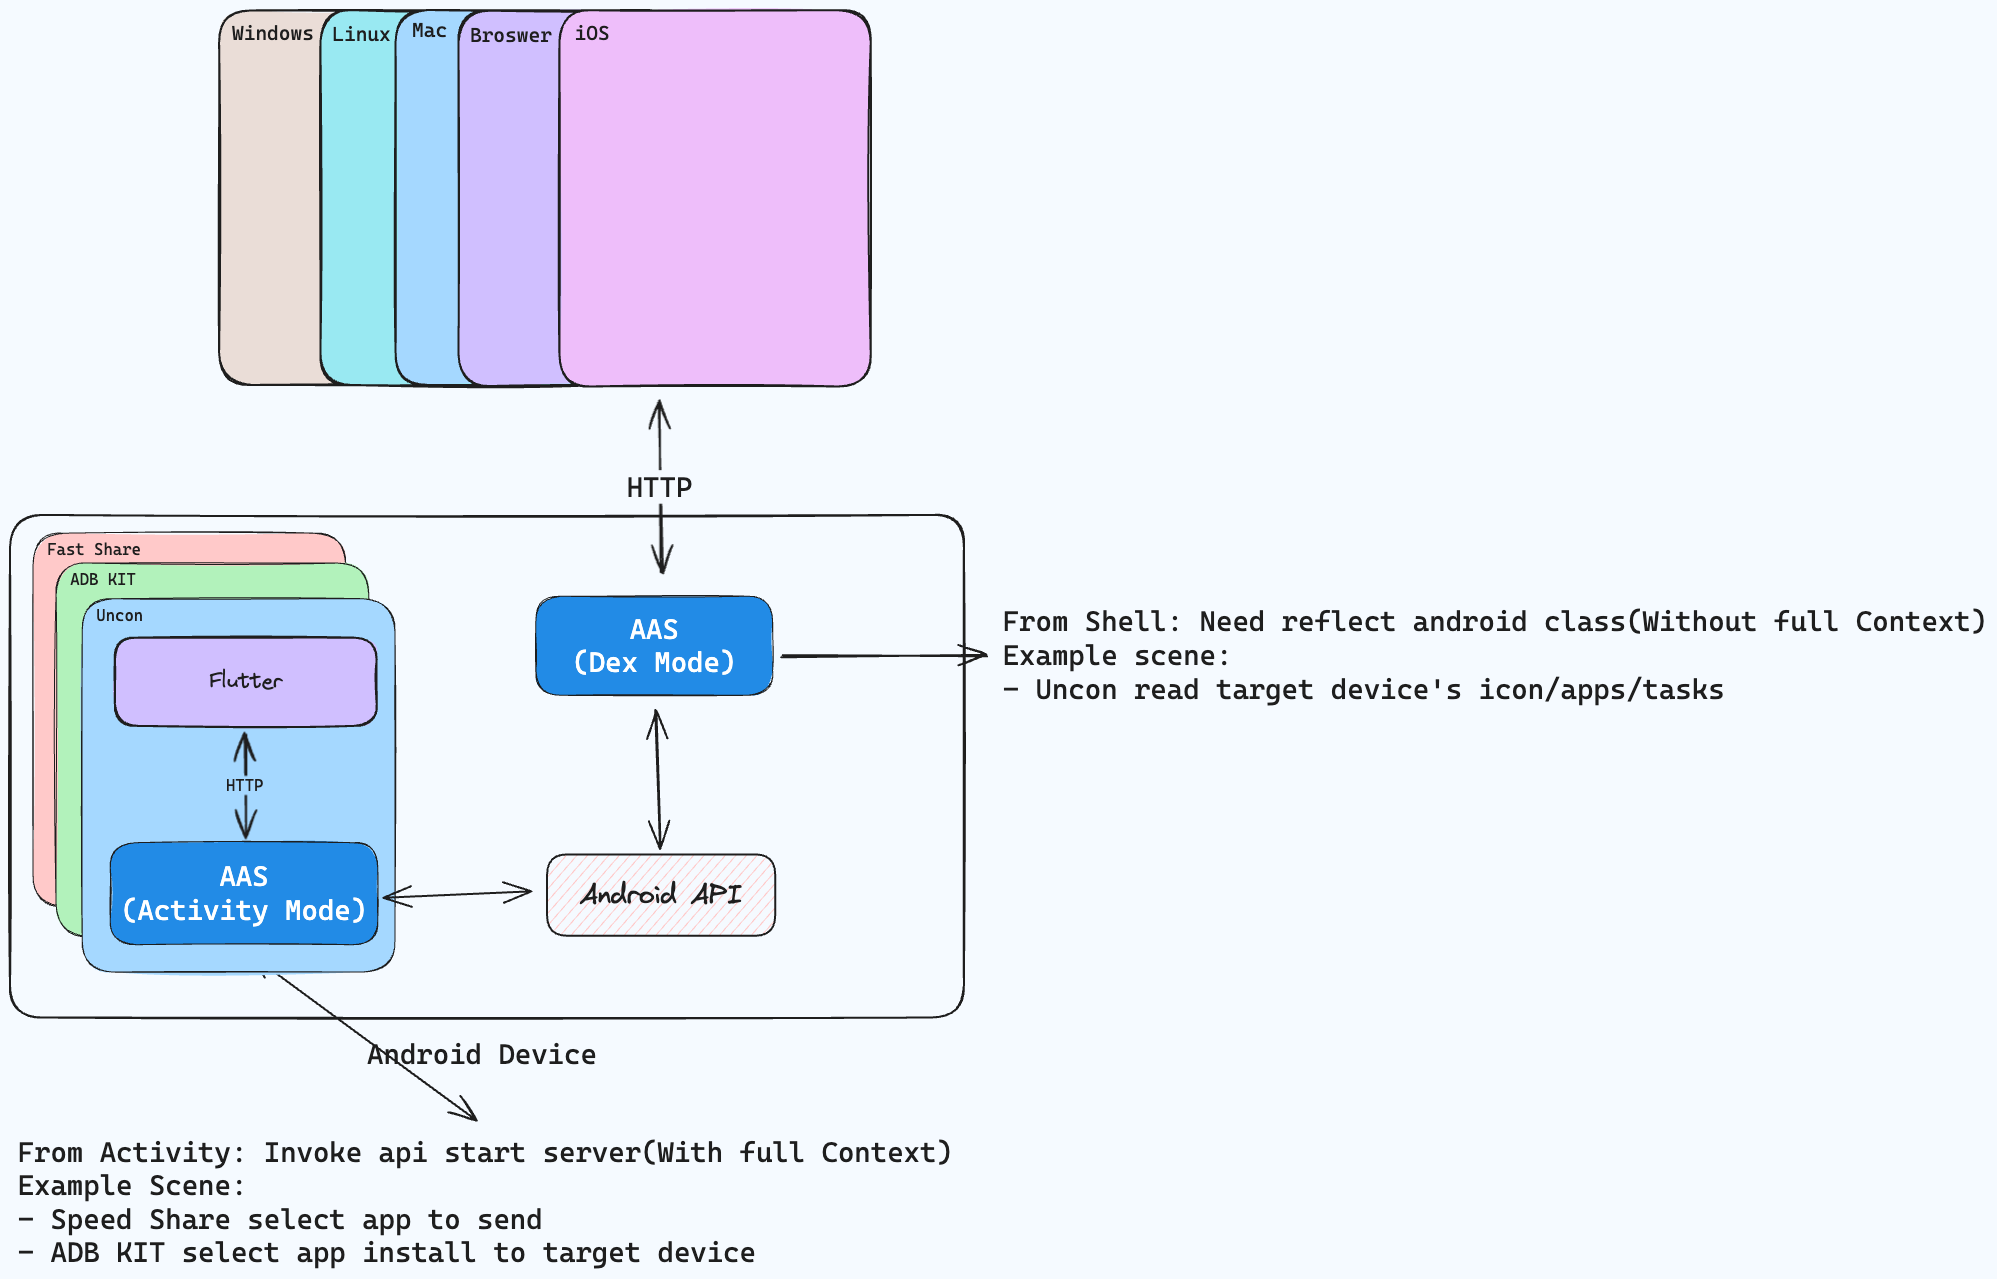 Windows
Linux
Mac
Broswer
iOS
HTTP
Fast Share
ADB KIT
Uncon
Flutter
HTTP
AAS
(Activity Mode)
AAS
(Dex Mode)
Android API
From Shell: Need reflect android class(Without full Context)
Example scene:
- Uncon read target device's icon/apps/tasks
Android Device
From Activity: Invoke api start server(With full Context)
Example Scene:
- Speed Share select app to send
- ADB KIT select app install to target device